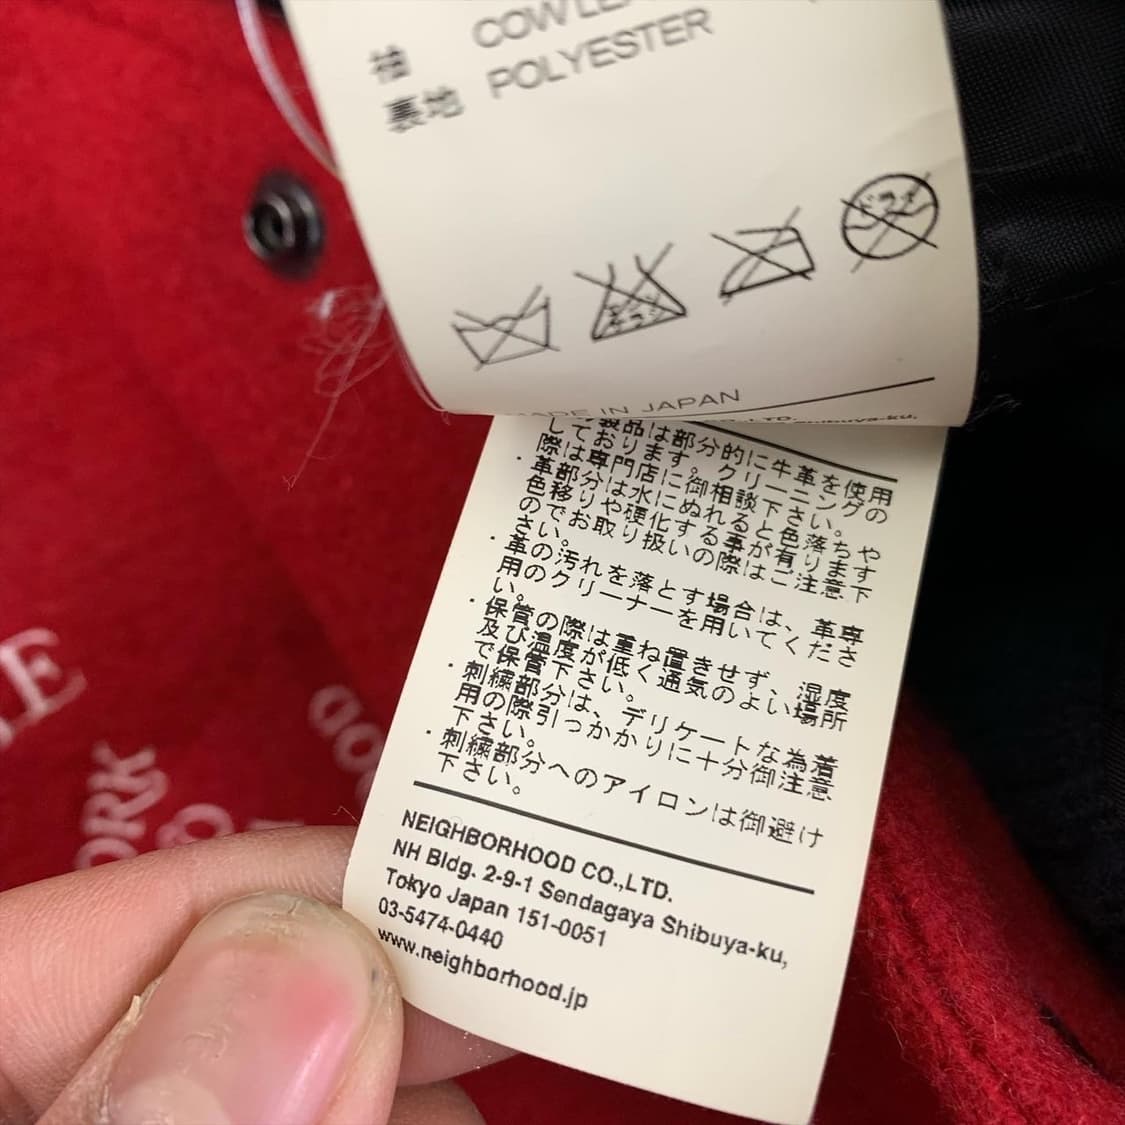 袖 COW LEA
裏地 POLYESTER
ドライ
エンソ
MADE IN JAPAN
Shibuya-ku,
製品は部分的に牛革を使用
しております。クリーニングの
際は専門店に御相談下さい。
・革部分は水にぬれると色落ちや
色移りや硬化する事が有ります
のでお取り扱いの際はご注意下
さい。
・革の汚れを落とす場合は、革専
用のクリーナーを用いてくださ
い。
・保管の際は重ね置きせず、湿度
及び温度が低く通気のよい場所
で保管下さい。
・刺繍部分は、デリケートな為着
用の際引っかかりに十分御注意
下さい。
・刺繍部分へのアイロンは御避け
下さい。
NEIGHBORHOOD CO.,LTD.
NH Bldg. 2-9-1 Sendagaya Shibuya-ku,
Tokyo Japan 151-0051
03-5474-0440
www.neighborhood.jp
ORK